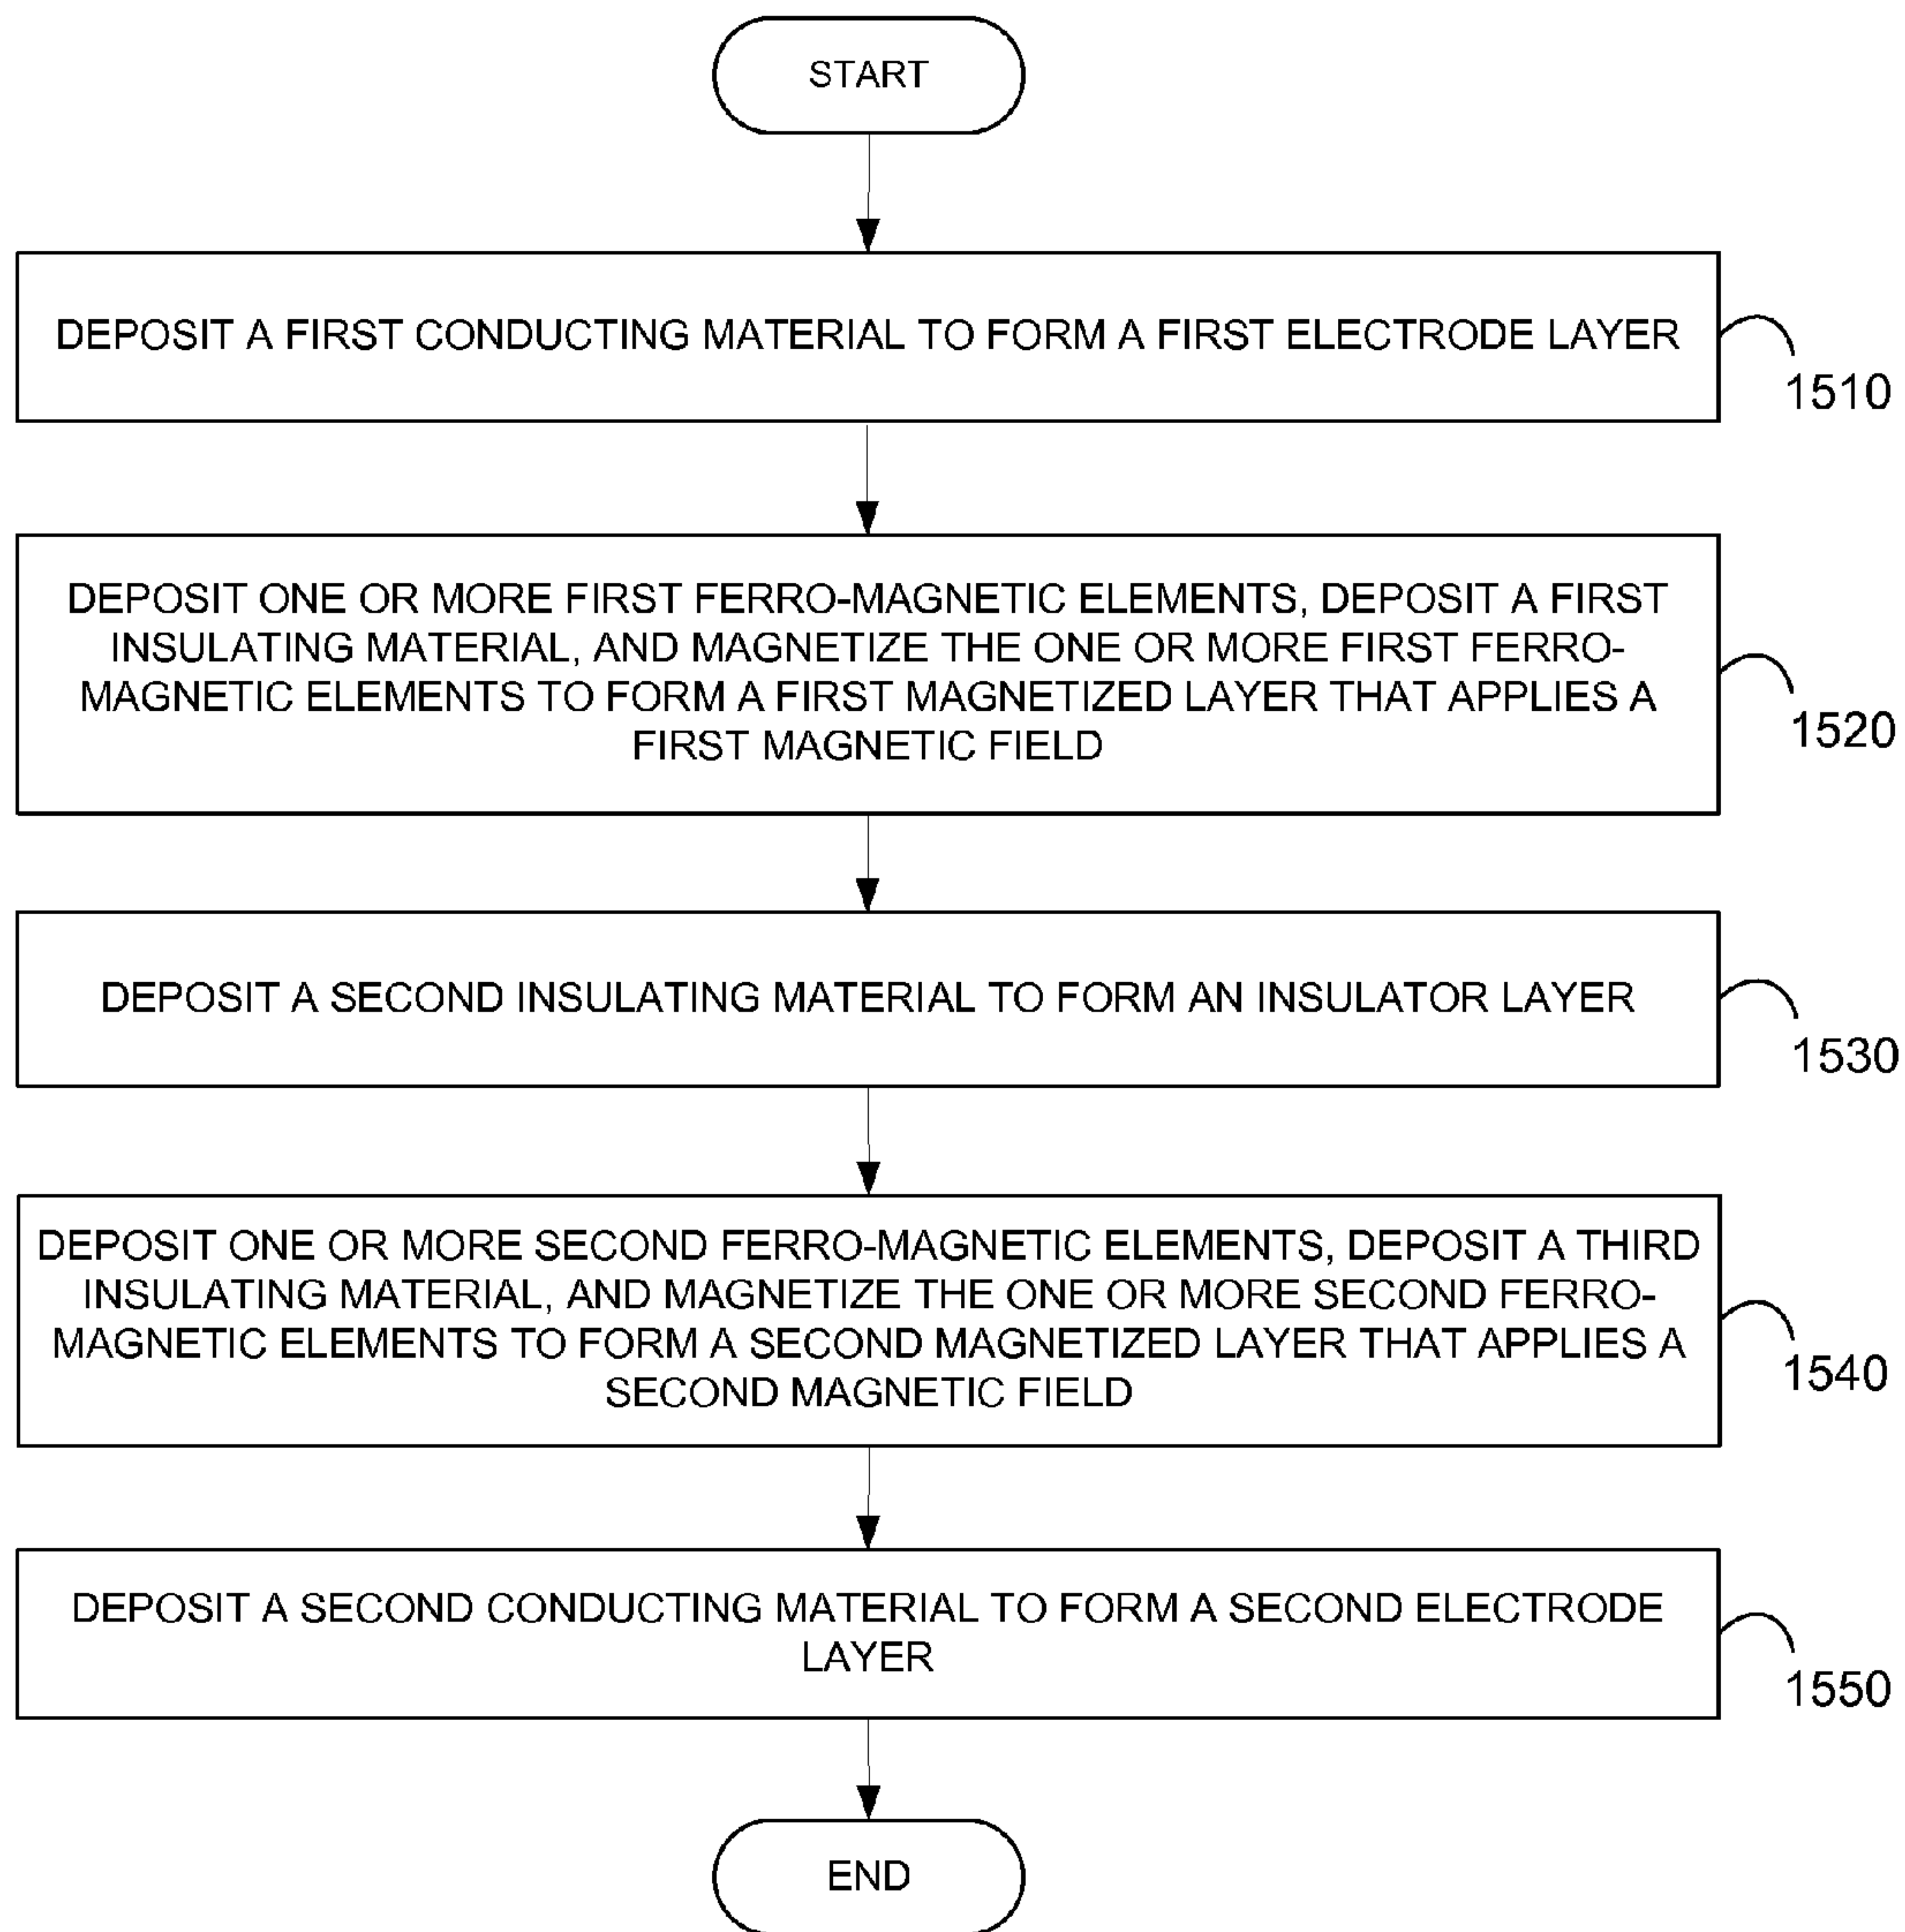 START
DEPOSIT A FIRST CONDUCTING MATERIAL TO FORM A FIRST ELECTRODE LAYER
1510
DEPOSIT ONE OR MORE FIRST FERRO-MAGNETIC ELEMENTS, DEPOSIT A FIRST
INSULATING MATERIAL, AND MAGNETIZE THE ONE OR MORE FIRST FERRO-
MAGNETIC ELEMENTS TO FORM A FIRST MAGNETIZED LAYER THAT APPLIES A
FIRST MAGNETIC FIELD
1520
DEPOSIT A SECOND INSULATING MATERIAL TO FORM AN INSULATOR LAYER
1530
DEPOSIT ONE OR MORE SECOND FERRO-MAGNETIC ELEMENTS, DEPOSIT A THIRD
INSULATING MATERIAL, AND MAGNETIZE THE ONE OR MORE SECOND FERRO-
MAGNETIC ELEMENTS TO FORM A SECOND MAGNETIZED LAYER THAT APPLIES A
SECOND MAGNETIC FIELD
1540
DEPOSIT A SECOND CONDUCTING MATERIAL TO FORM A SECOND ELECTRODE
LAYER
1550
END